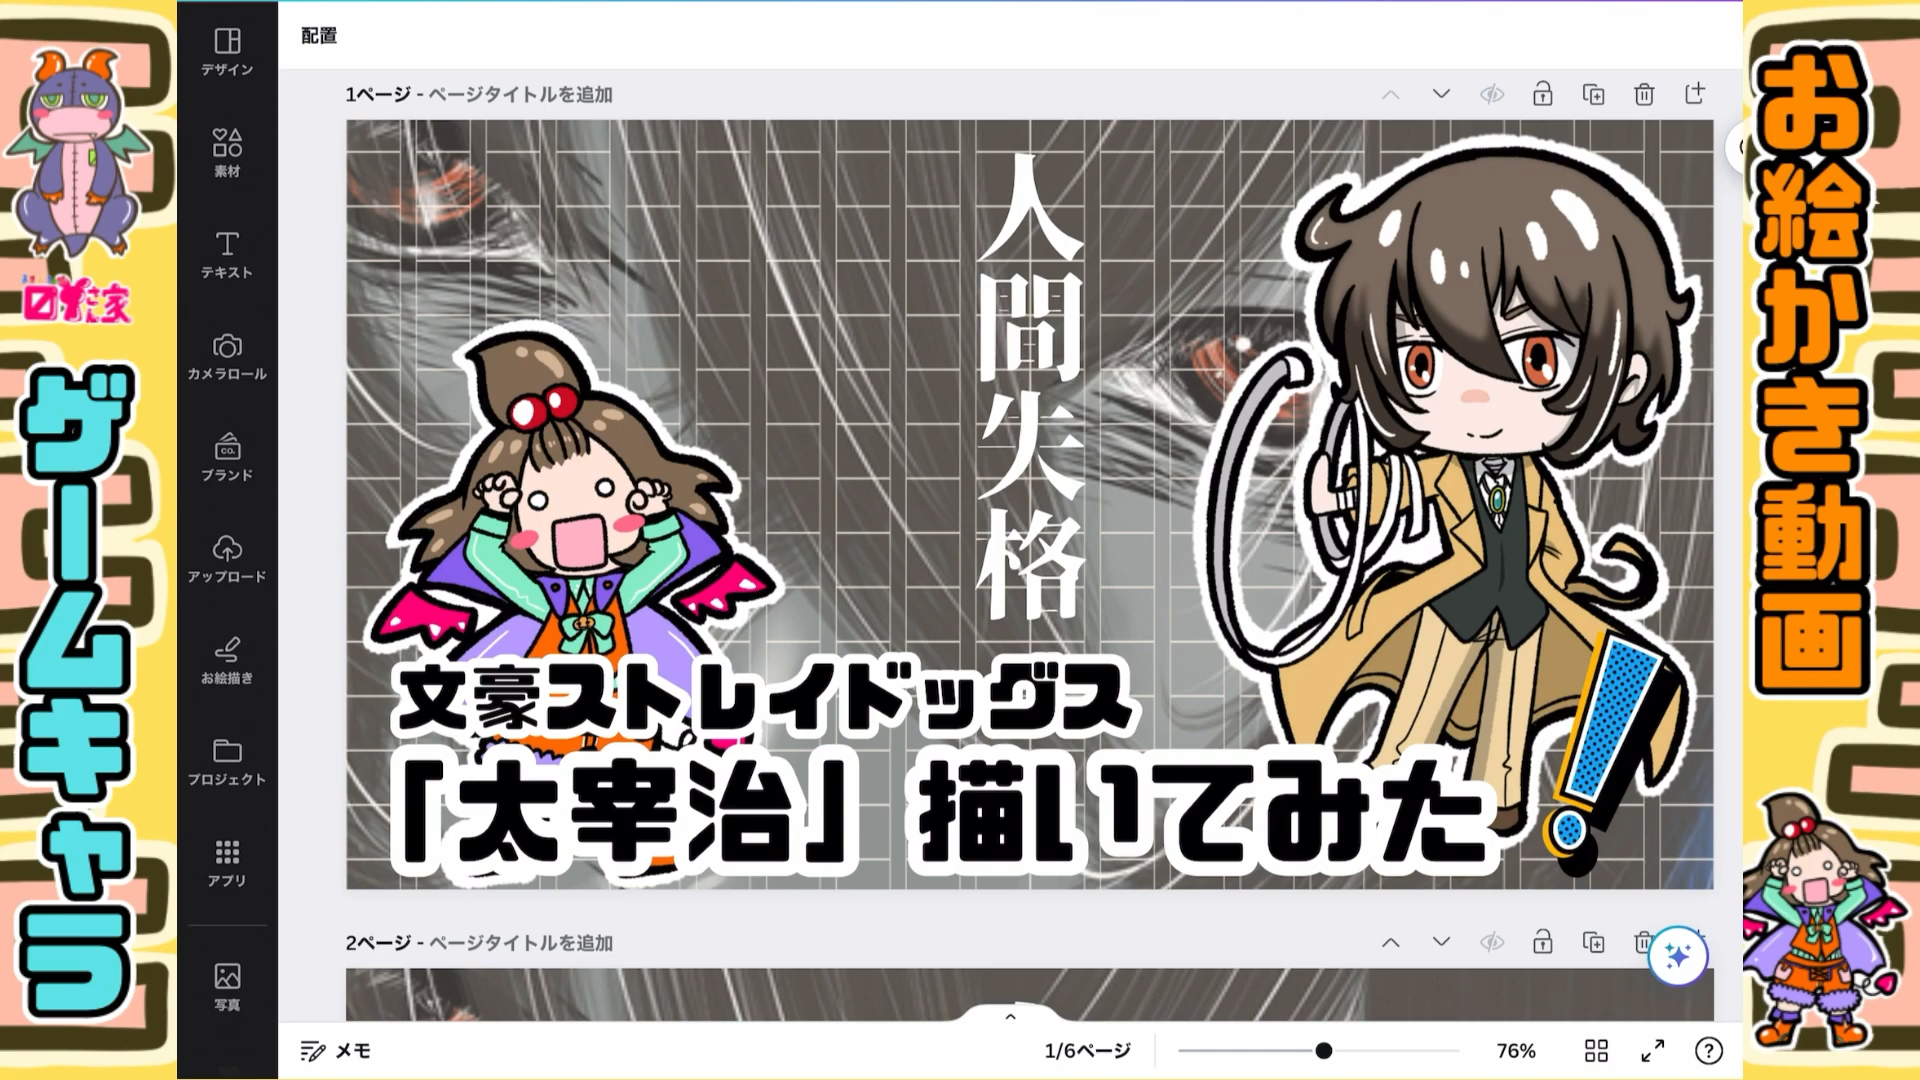 ゲームキャラ
デザイン
素材
テキスト
カメラロール
CO.
ブランド
アップロード
お絵描き
プロジェクト
アプリ
写真
配置
1ページ - ページタイトルを追加
人間失格
文豪ストレイドッグス
「太宰治」描いてみた
2ページ - ページタイトルを追加
メモ
1/6ページ
76%
?
お絵かき動画